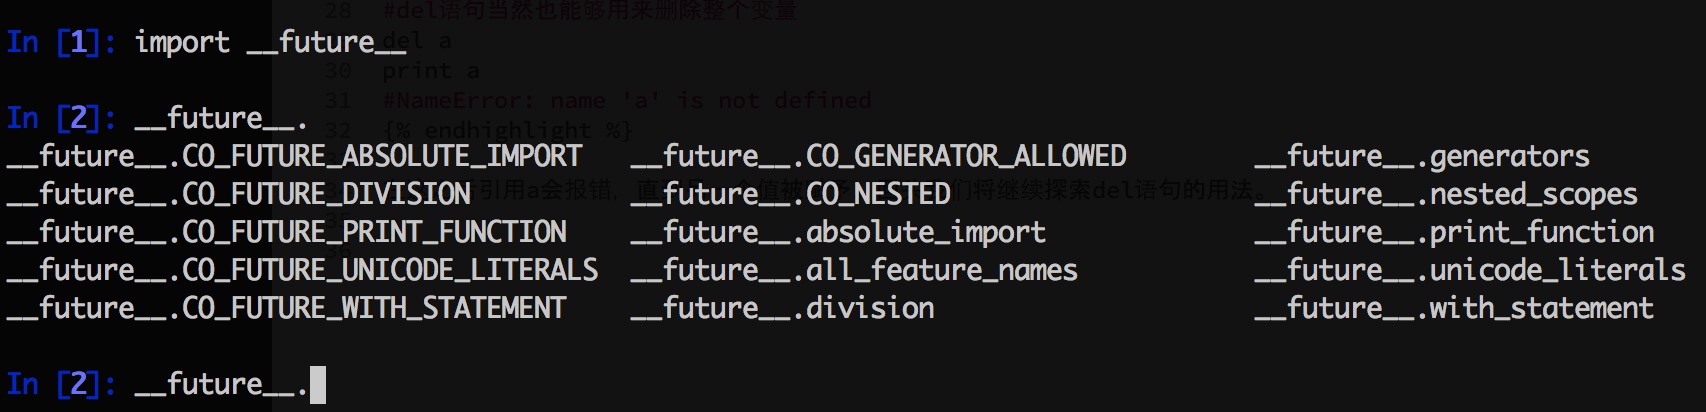 28 #del语句当然也能够用来删除整个变量
In [1]: import __future__
del a
30 print a
31 #NameError: name 'a' is not defined
In [2]: __future__.
32 {% endhighlight %}
__future__.CO_FUTURE_ABSOLUTE_IMPORT __future__.CO_GENERATOR_ALLOWED __future__.generators
__future__.CO_FUTURE_DIVISION __future__.CO_NESTED __future__.nested_scopes
引用a会报错, 值被 们将继续探索del语句的用法。
__future__.CO_FUTURE_PRINT_FUNCTION __future__.absolute_import __future__.print_function
__future__.CO_FUTURE_UNICODE_LITERALS __future__.all_feature_names __future__.unicode_literals
__future__.CO_FUTURE_WITH_STATEMENT __future__.division __future__.with_statement
In [2]: __future__.